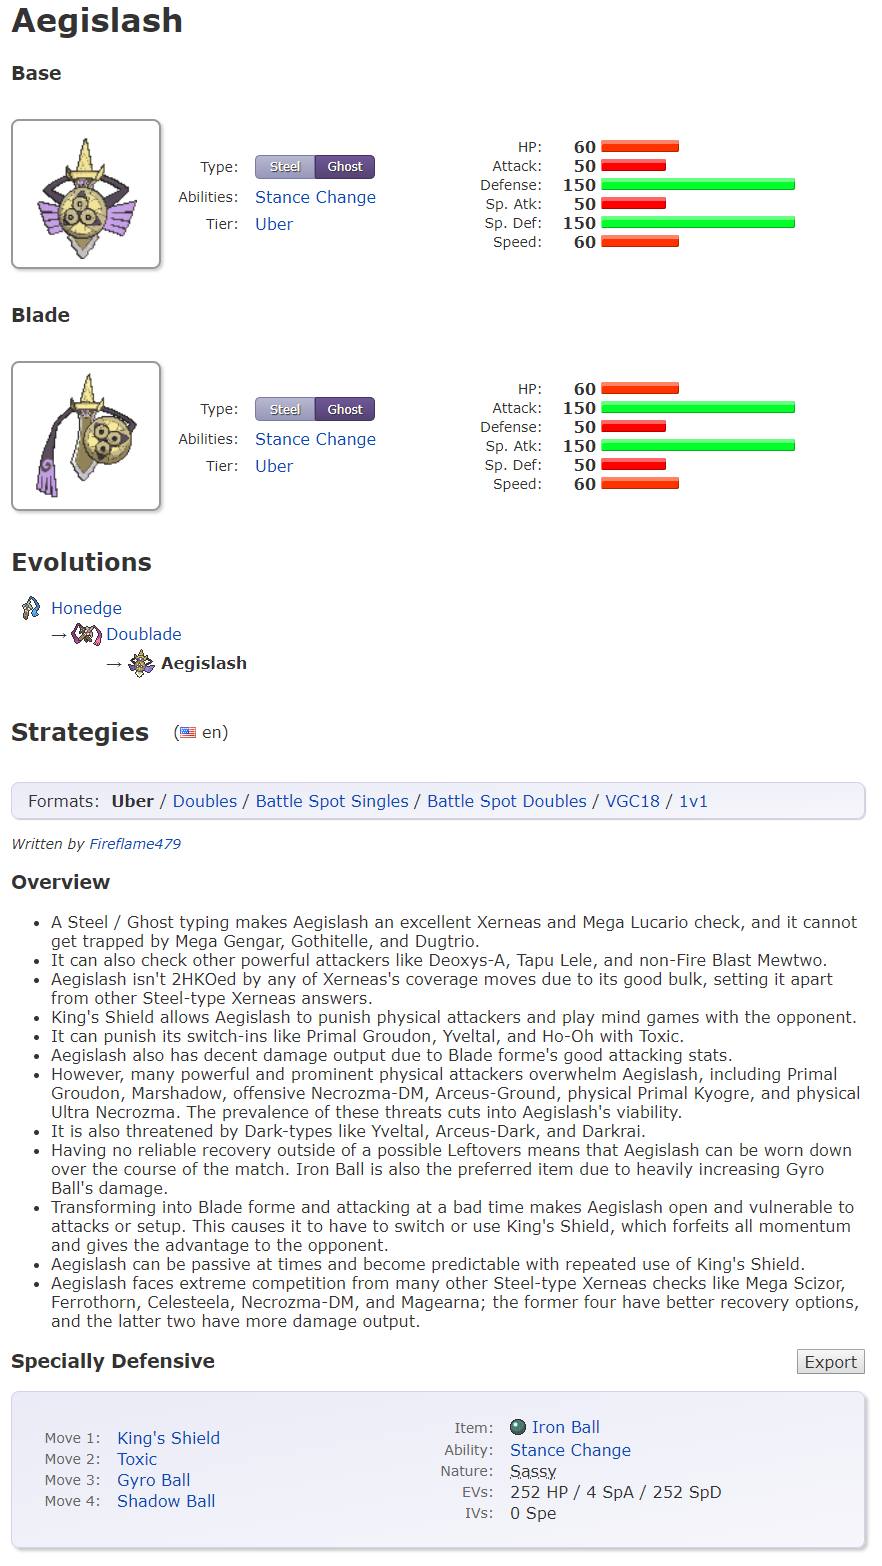 Aegislash
Base
Type: Steel Ghost
Abilities: Stance Change
Tier: Uber
HP: 60
Attack: 50
Defense: 150
Sp. Atk: 50
Sp. Def: 150
Speed: 60
Blade
Type: Steel Ghost
Abilities: Stance Change
Tier: Uber
HP: 60
Attack: 150
Defense: 50
Sp. Atk: 150
Sp. Def: 50
Speed: 60
Evolutions
Honedge
→ Doublade
→ Aegislash
Strategies (en)
Formats: Uber / Doubles / Battle Spot Singles / Battle Spot Doubles / VGC18 / 1v1
Written by Fireflame479
Overview
• A Steel / Ghost typing makes Aegislash an excellent Xerneas and Mega Lucario check, and it cannot
get trapped by Mega Gengar, Gothitelle, and Dugtrio.
• It can also check other powerful attackers like Deoxys-A, Tapu Lele, and non-Fire Blast Mewtwo.
• Aegislash isn't 2HKOed by any of Xerneas's coverage moves due to its good bulk, setting it apart
from other Steel-type Xerneas answers.
• King's Shield allows Aegislash to punish physical attackers and play mind games with the opponent.
• It can punish its switch-ins like Primal Groudon, Yveltal, and Ho-Oh with Toxic.
• Aegislash also has decent damage output due to Blade forme's good attacking stats.
• However, many powerful and prominent physical attackers overwhelm Aegislash, including Primal
Groudon, Marshadow, offensive Necrozma-DM, Arceus-Ground, physical Primal Kyogre, and physical
Ultra Necrozma. The prevalence of these threats cuts into Aegislash's viability.
• It is also threatened by Dark-types like Yveltal, Arceus-Dark, and Darkrai.
• Having no reliable recovery outside of a possible Leftovers means that Aegislash can be worn down
over the course of the match. Iron Ball is also the preferred item due to heavily increasing Gyro
Ball's damage.
• Transforming into Blade forme and attacking at a bad time makes Aegislash open and vulnerable to
attacks or setup. This causes it to have to switch or use King's Shield, which forfeits all momentum
and gives the advantage to the opponent.
• Aegislash can be passive at times and become predictable with repeated use of King's Shield.
• Aegislash faces extreme competition from many other Steel-type Xerneas checks like Mega Scizor,
Ferrothorn, Celesteela, Necrozma-DM, and Magearna; the former four have better recovery options,
and the latter two have more damage output.
Specially Defensive
Export
Move 1: King's Shield
Move 2: Toxic
Move 3: Gyro Ball
Move 4: Shadow Ball
Item: Iron Ball
Ability: Stance Change
Nature: Sassy
EVs: 252 HP / 4 SpA / 252 SpD
IVs: 0 Spe